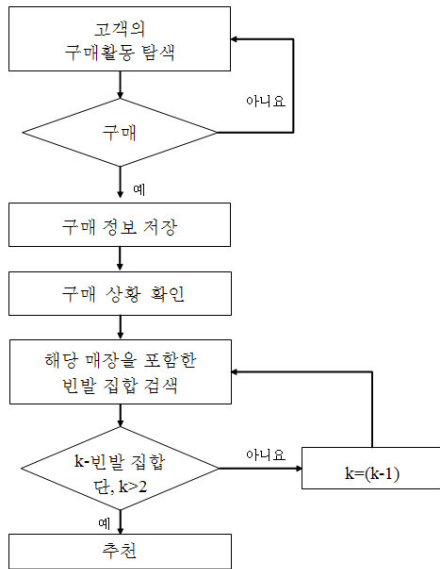 고객의
구매활동 탐색
아니요
구매
예
구매 정보 저장
구매 상황 확인
해당 매장을 포함한
빈발 집합 검색
k-빈발 집합
단, k>2
아니요
k=(k-1)
예
추천